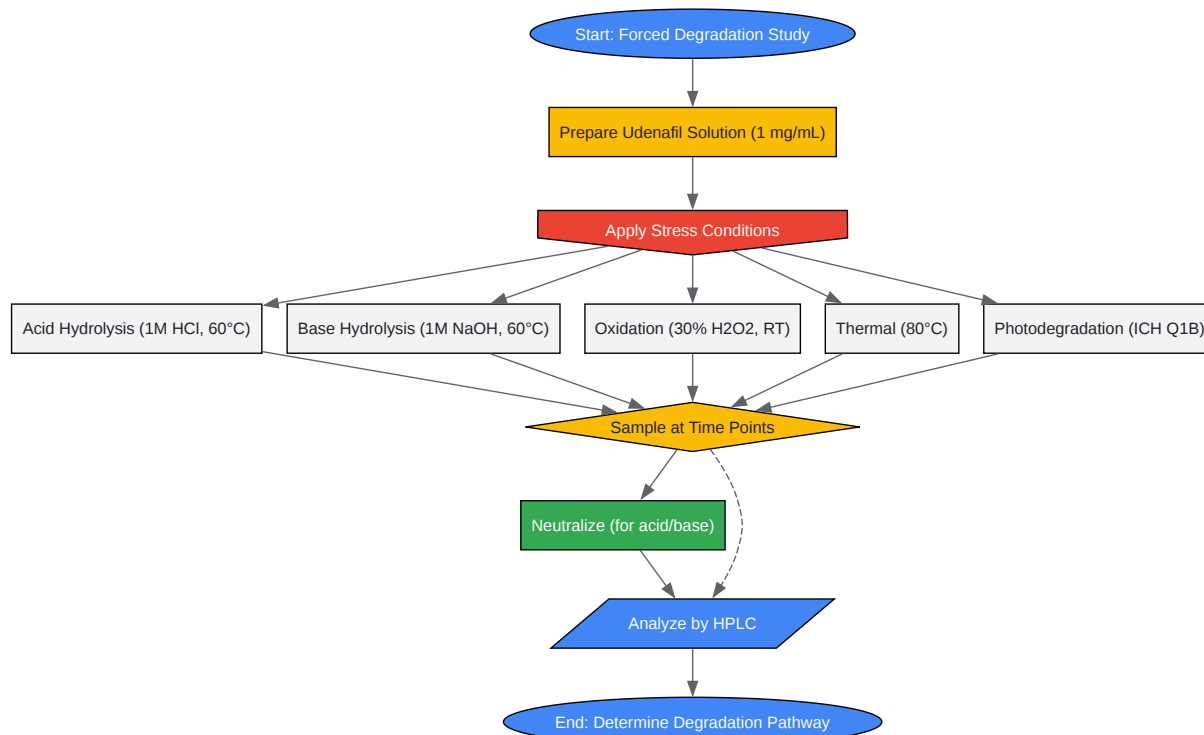 Start: Forced Degradation Study
Prepare Udenafil Solution (1 mg/mL)
Apply Stress Conditions
Acid Hydrolysis (1M HCl, 60°C)
Base Hydrolysis (1M NaOH, 60°C)
Oxidation (30% H2O2, RT)
Thermal (80°C)
Photodegradation (ICH Q1B)
Sample at Time Points
Neutralize (for acid/base)
Analyze by HPLC
End: Determine Degradation Pathway